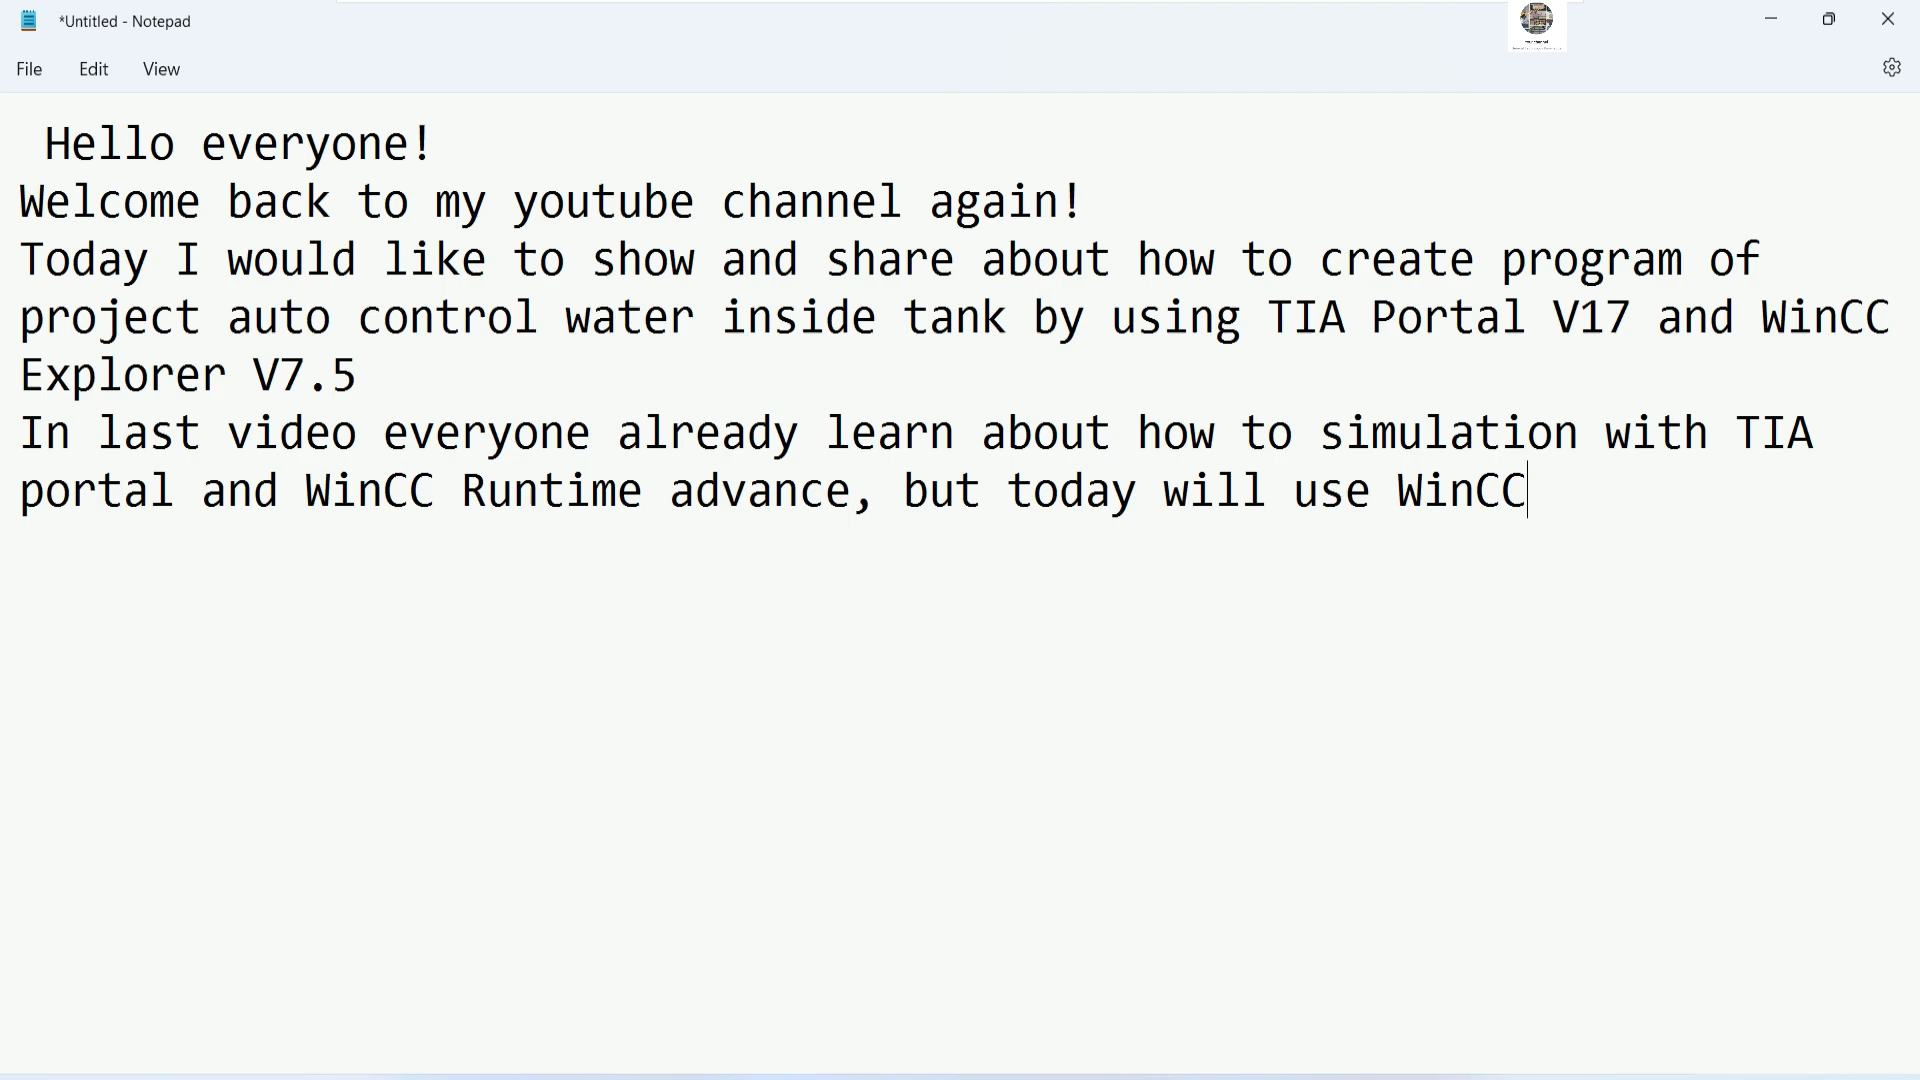 *Untitled - Notepad
File Edit View
Hello everyone!
Welcome back to my youtube channel again!
Today I would like to show and share about how to create program of
project auto control water inside tank by using TIA Portal V17 and WinCC
Explorer V7.5
In last video everyone already learn about how to simulation with TIA
portal and WinCC Runtime advance, but today will use WinCC